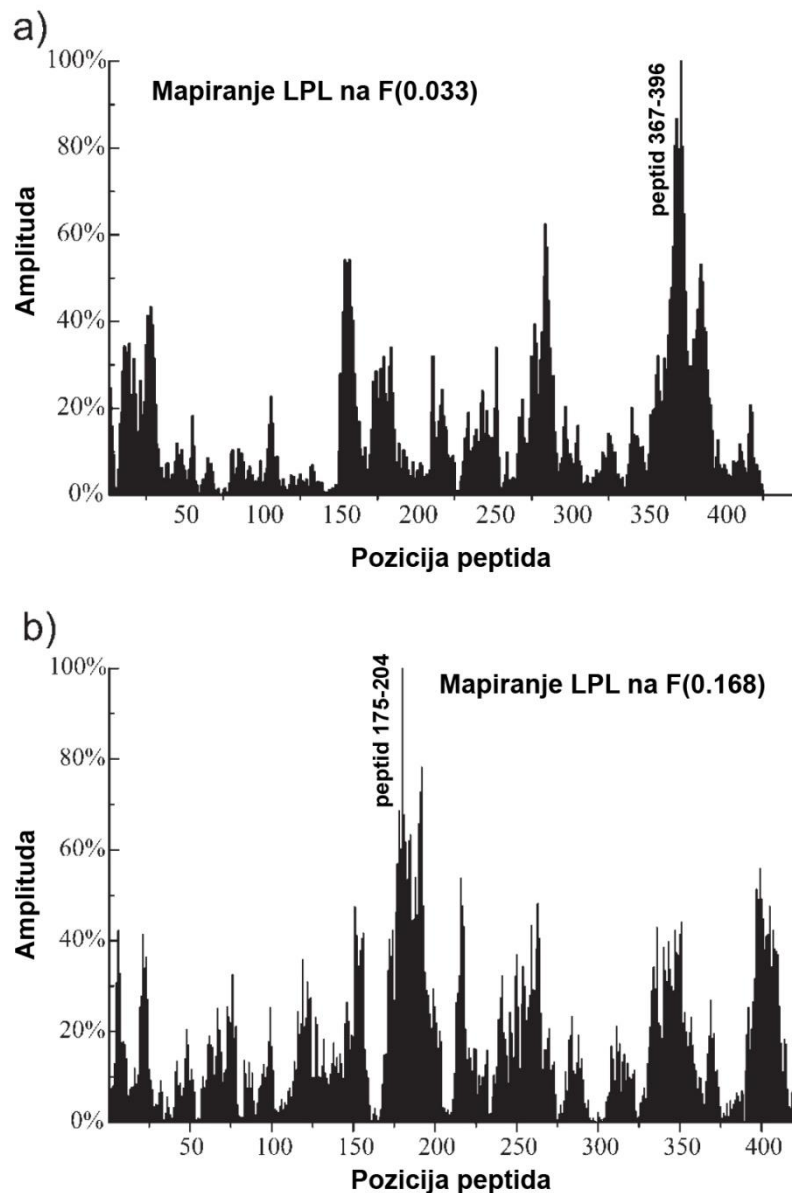 a)
100%
80%
60%
40%
20%
0%
Amplituda
Mapiranje LPL na F(0.033)
peptid 367-396
50 100 150 200 250 300 350 400
Pozicija peptida
b)
100%
80%
60%
40%
20%
0%
Amplituda
peptid 175-204
Mapiranje LPL na F(0.168)
50 100 150 200 250 300 350 400
Pozicija peptida